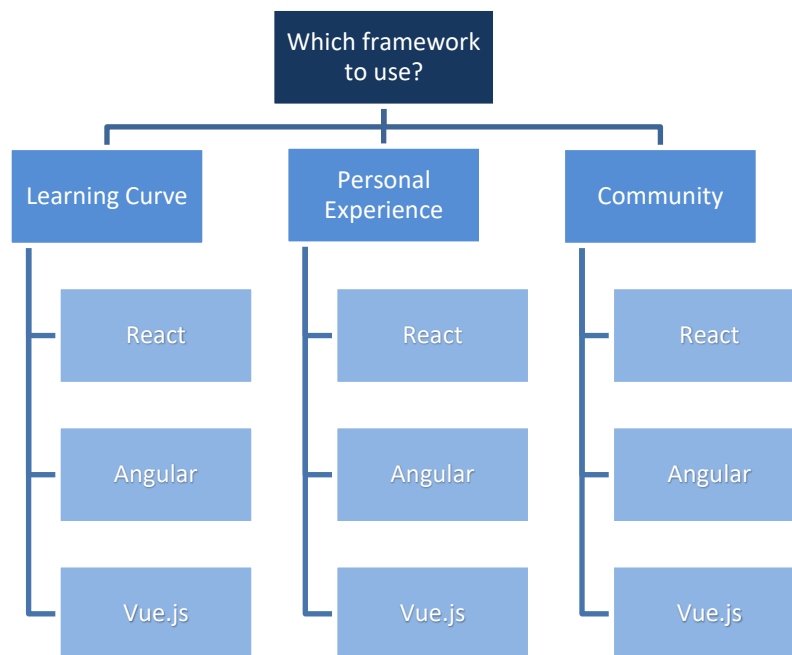 Which framework
to use?
Learning Curve
React
Angular
Vue.js
Personal
Experience
React
Angular
Vue.js
Community
React
Angular
Vue.js